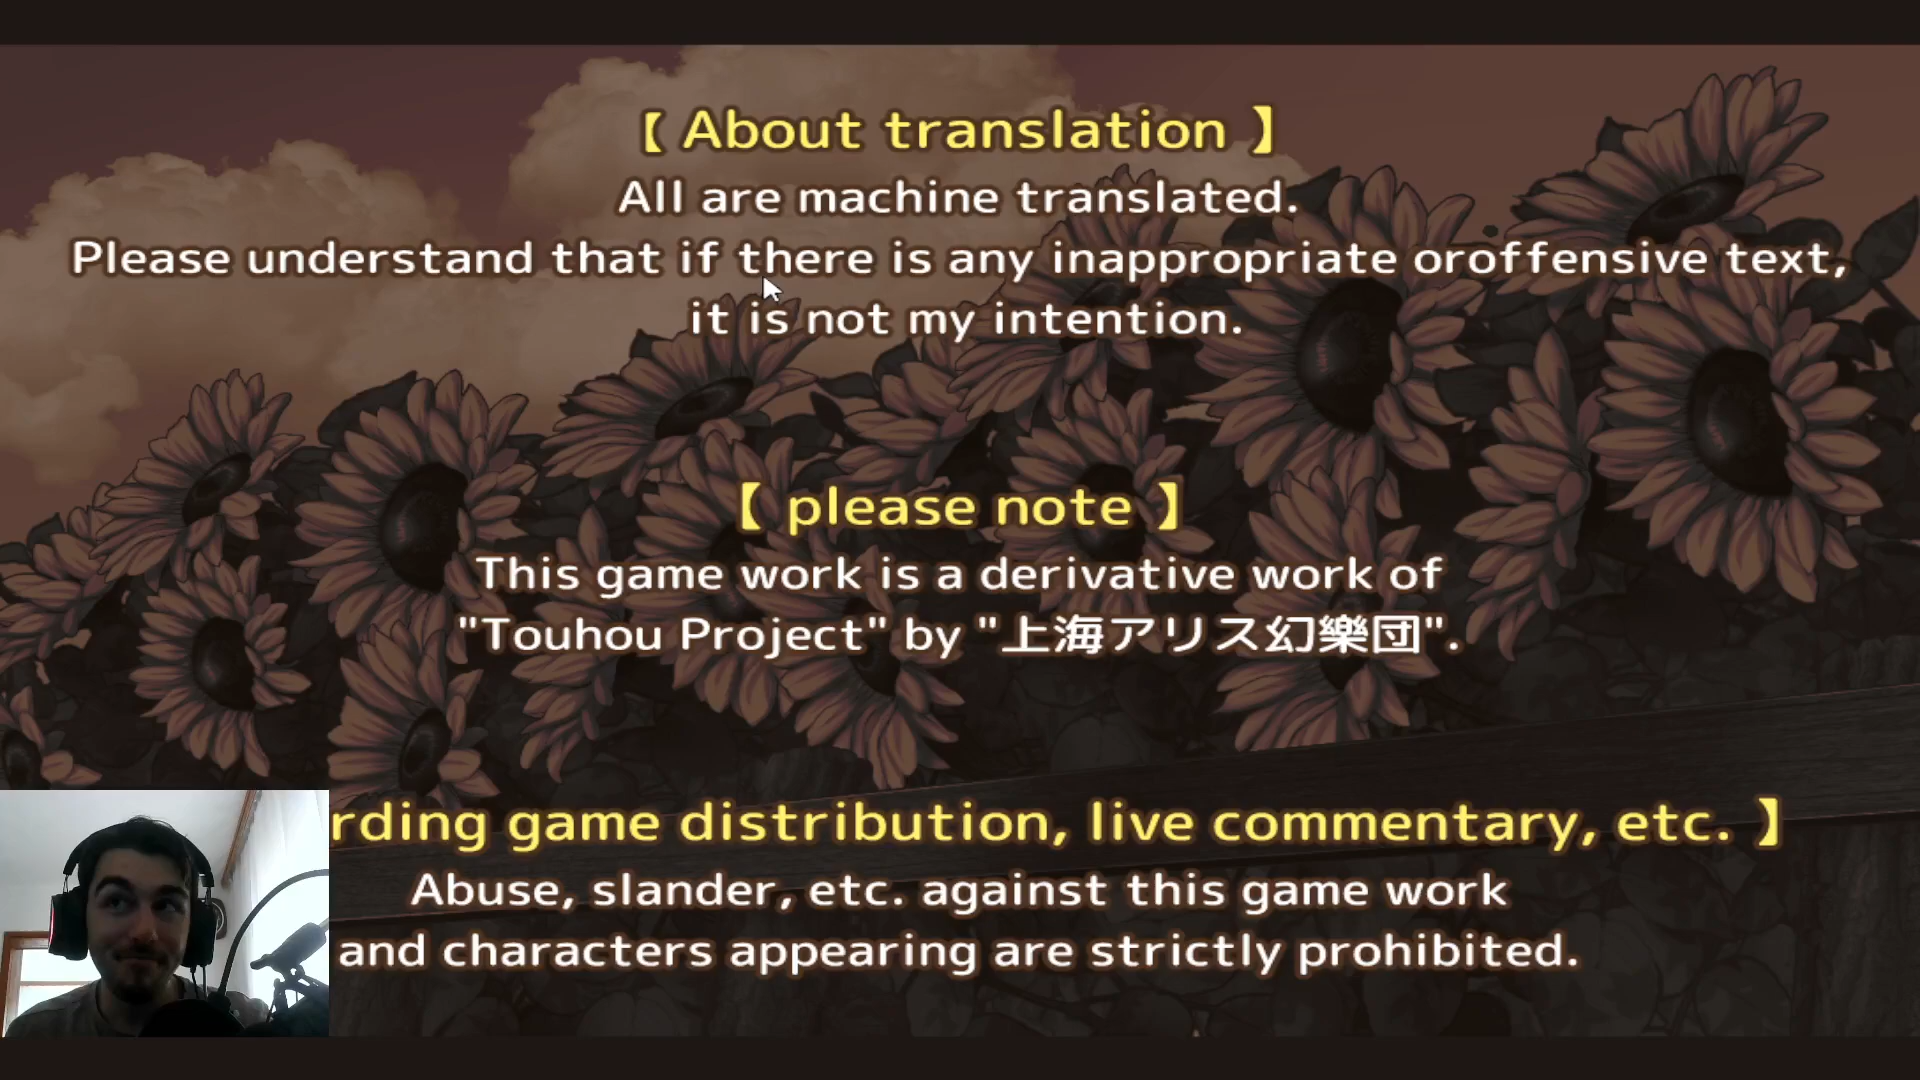 【 About translation 】
All are machine translated.
Please understand that if there is any inappropriate oroffensive text,
it is not my intention.
【 please note 】
This game work is a derivative work of
"Touhou Project" by "上海アリス幻樂団".
game distribution, live commentary, etc. 】
Abuse, slander, etc. against this game work
and characters appearing are strictly prohibited.